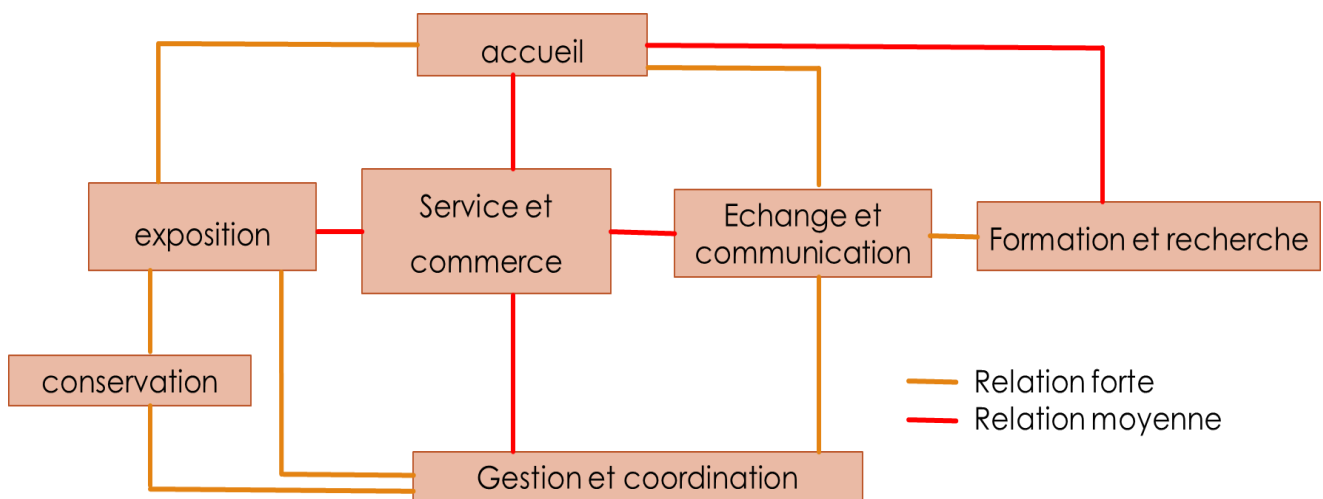 accueil
exposition
Service et
commerce
Echange et
communication
Formation et recherche
conservation
Relation forte
Relation moyenne
Gestion et coordination